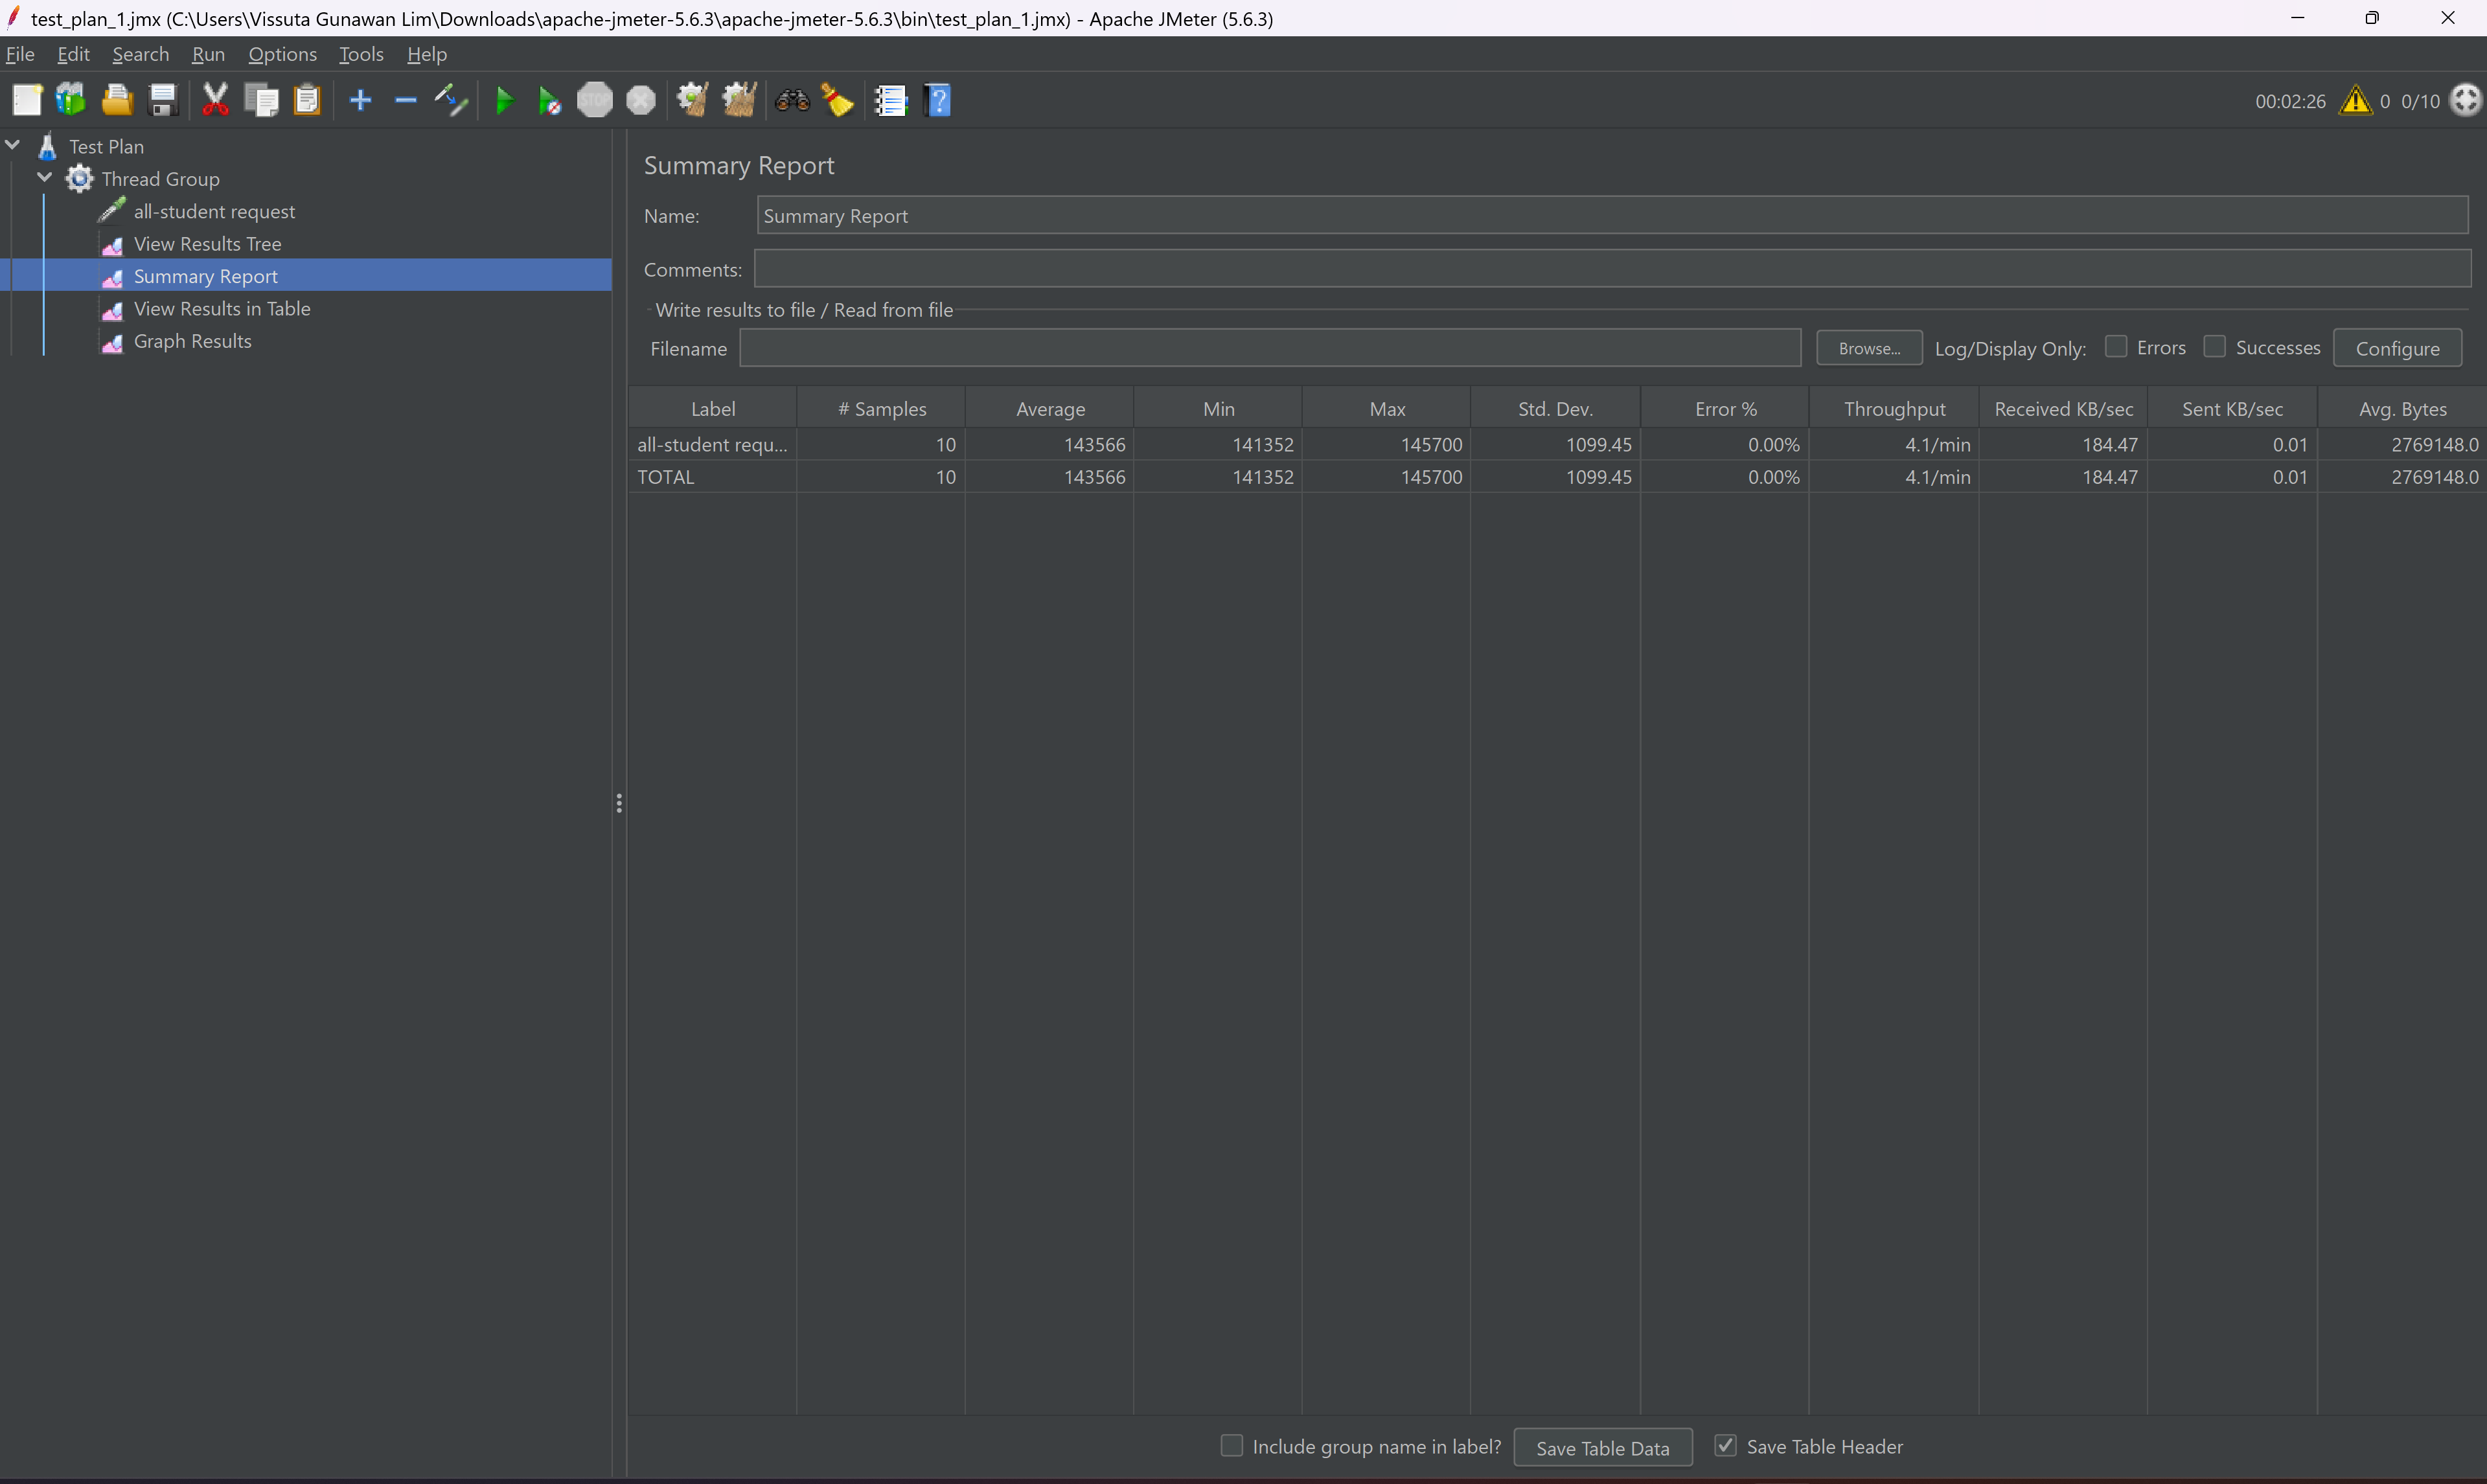 test_plan_1.jmx (C:\Users\Vissuta Gunawan Lim\Downloads\apache-jmeter-5.6.3\apache-jmeter-5.6.3\bin\test_plan_1.jmx) - Apache JMeter (5.6.3)
File Edit Search Run Options Tools Help
STOP
00:02:26 0 0/10
Test Plan
Thread Group
all-student request
View Results Tree
Summary Report
View Results in Table
Graph Results
Summary Report
Name: Summary Report
Comments:
Write results to file / Read from file
Filename Browse... Log/Display Only: Errors Successes Configure
Label # Samples Average Min Max Std. Dev. Error % Throughput Received KB/sec Sent KB/sec Avg. Bytes
all-student requ... 10 143566 141352 145700 1099.45 0.00% 4.1/min 184.47 0.01 2769148.0
TOTAL 10 143566 141352 145700 1099.45 0.00% 4.1/min 184.47 0.01 2769148.0
Include group name in label? Save Table Data Save Table Header